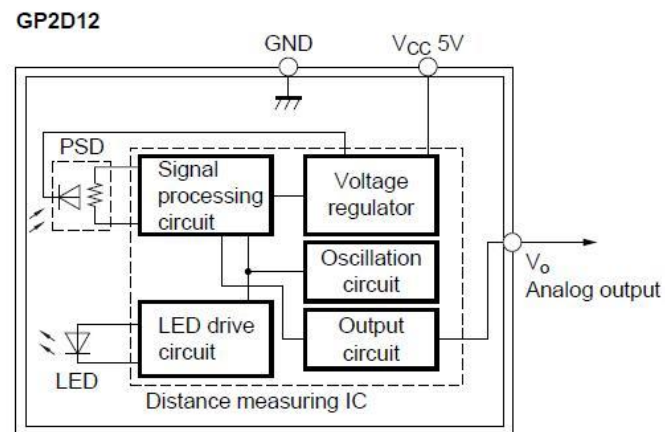 GP2D12
GND
VCC 5V
PSD
Signal
processing
circuit
Voltage
regulator
Oscillation
circuit
Vo
Analog output
LED drive
circuit
Output
circuit
LED
Distance measuring IC